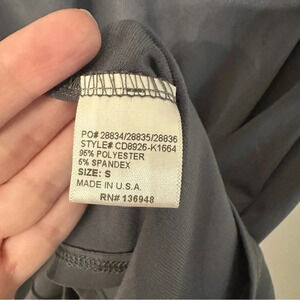 PO# 28834/28835/28836
STYLE# CD8926-K1664
95% POLYESTER
5% SPANDEX
SIZE: S
MADE IN U.S.A.
RN# 136948